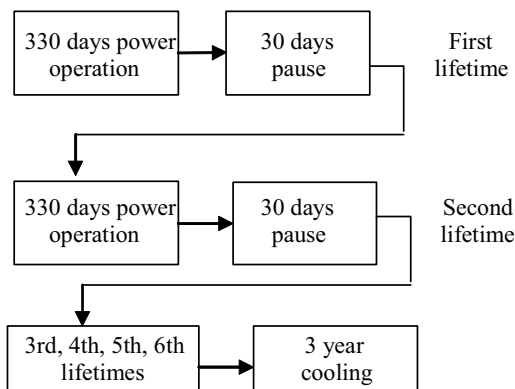 330 days power
operation
30 days
pause
First
lifetime
330 days power
operation
30 days
pause
Second
lifetime
3rd, 4th, 5th, 6th
lifetimes
3 year
cooling